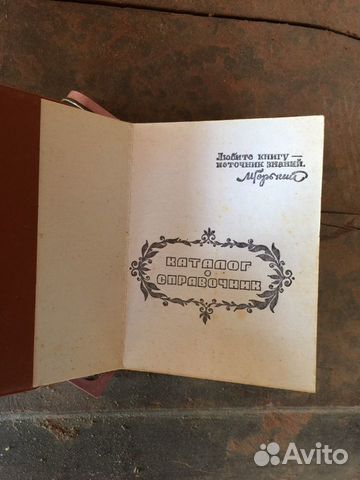 Любите книгу —
источник знаний.
М Горький
КАТАЛОГ
СПРАВОЧНИК
Avito